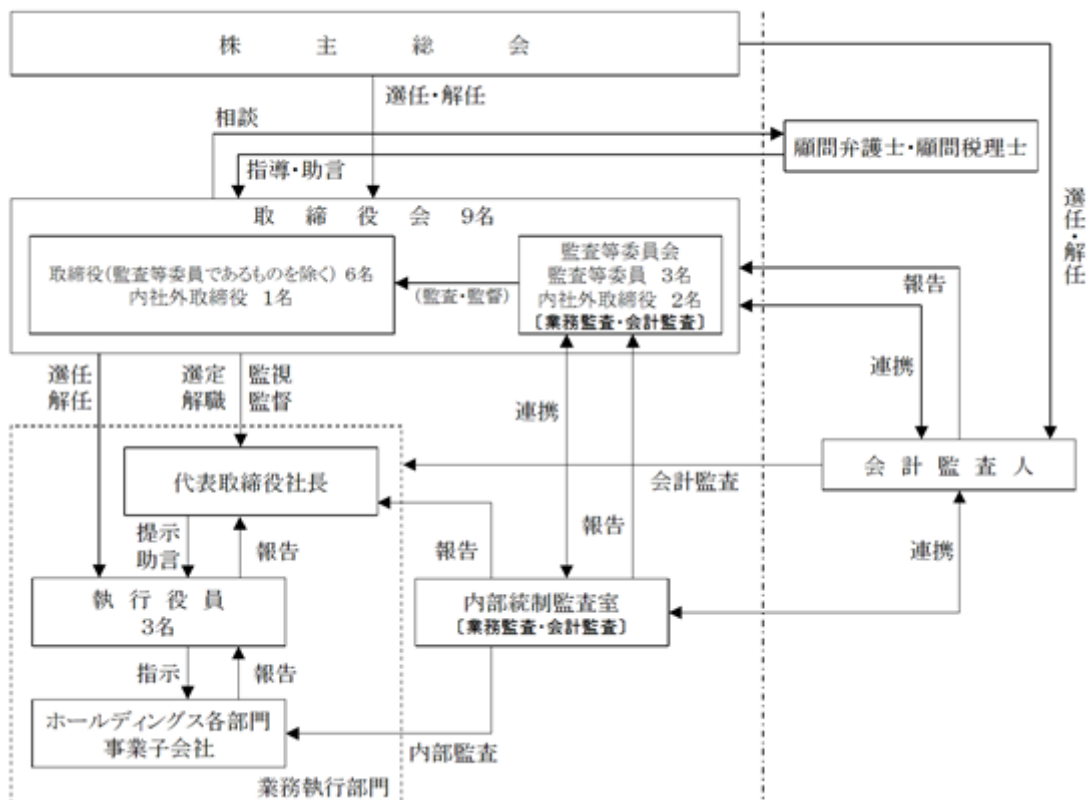 株主総会
選任・解任
相談
顧問弁護士・顧問税理士
指導・助言
選任・解任
取締役会 9名
取締役(監査等委員であるものを除く) 6名
内社外取締役 1名
(監査・監督)
監査等委員会
監査等委員 3名
内社外取締役 2名
〔業務監査・会計監査〕
報告
連携
選任
解任
選定
解職
監視
監督
連携
代表取締役社長
会計監査
会計監査人
提示
助言
報告
報告
報告
連携
執行役員
3名
内部統制監査室
〔業務監査・会計監査〕
指示
報告
ホールディングス各部門
事業子会社
内部監査
業務執行部門